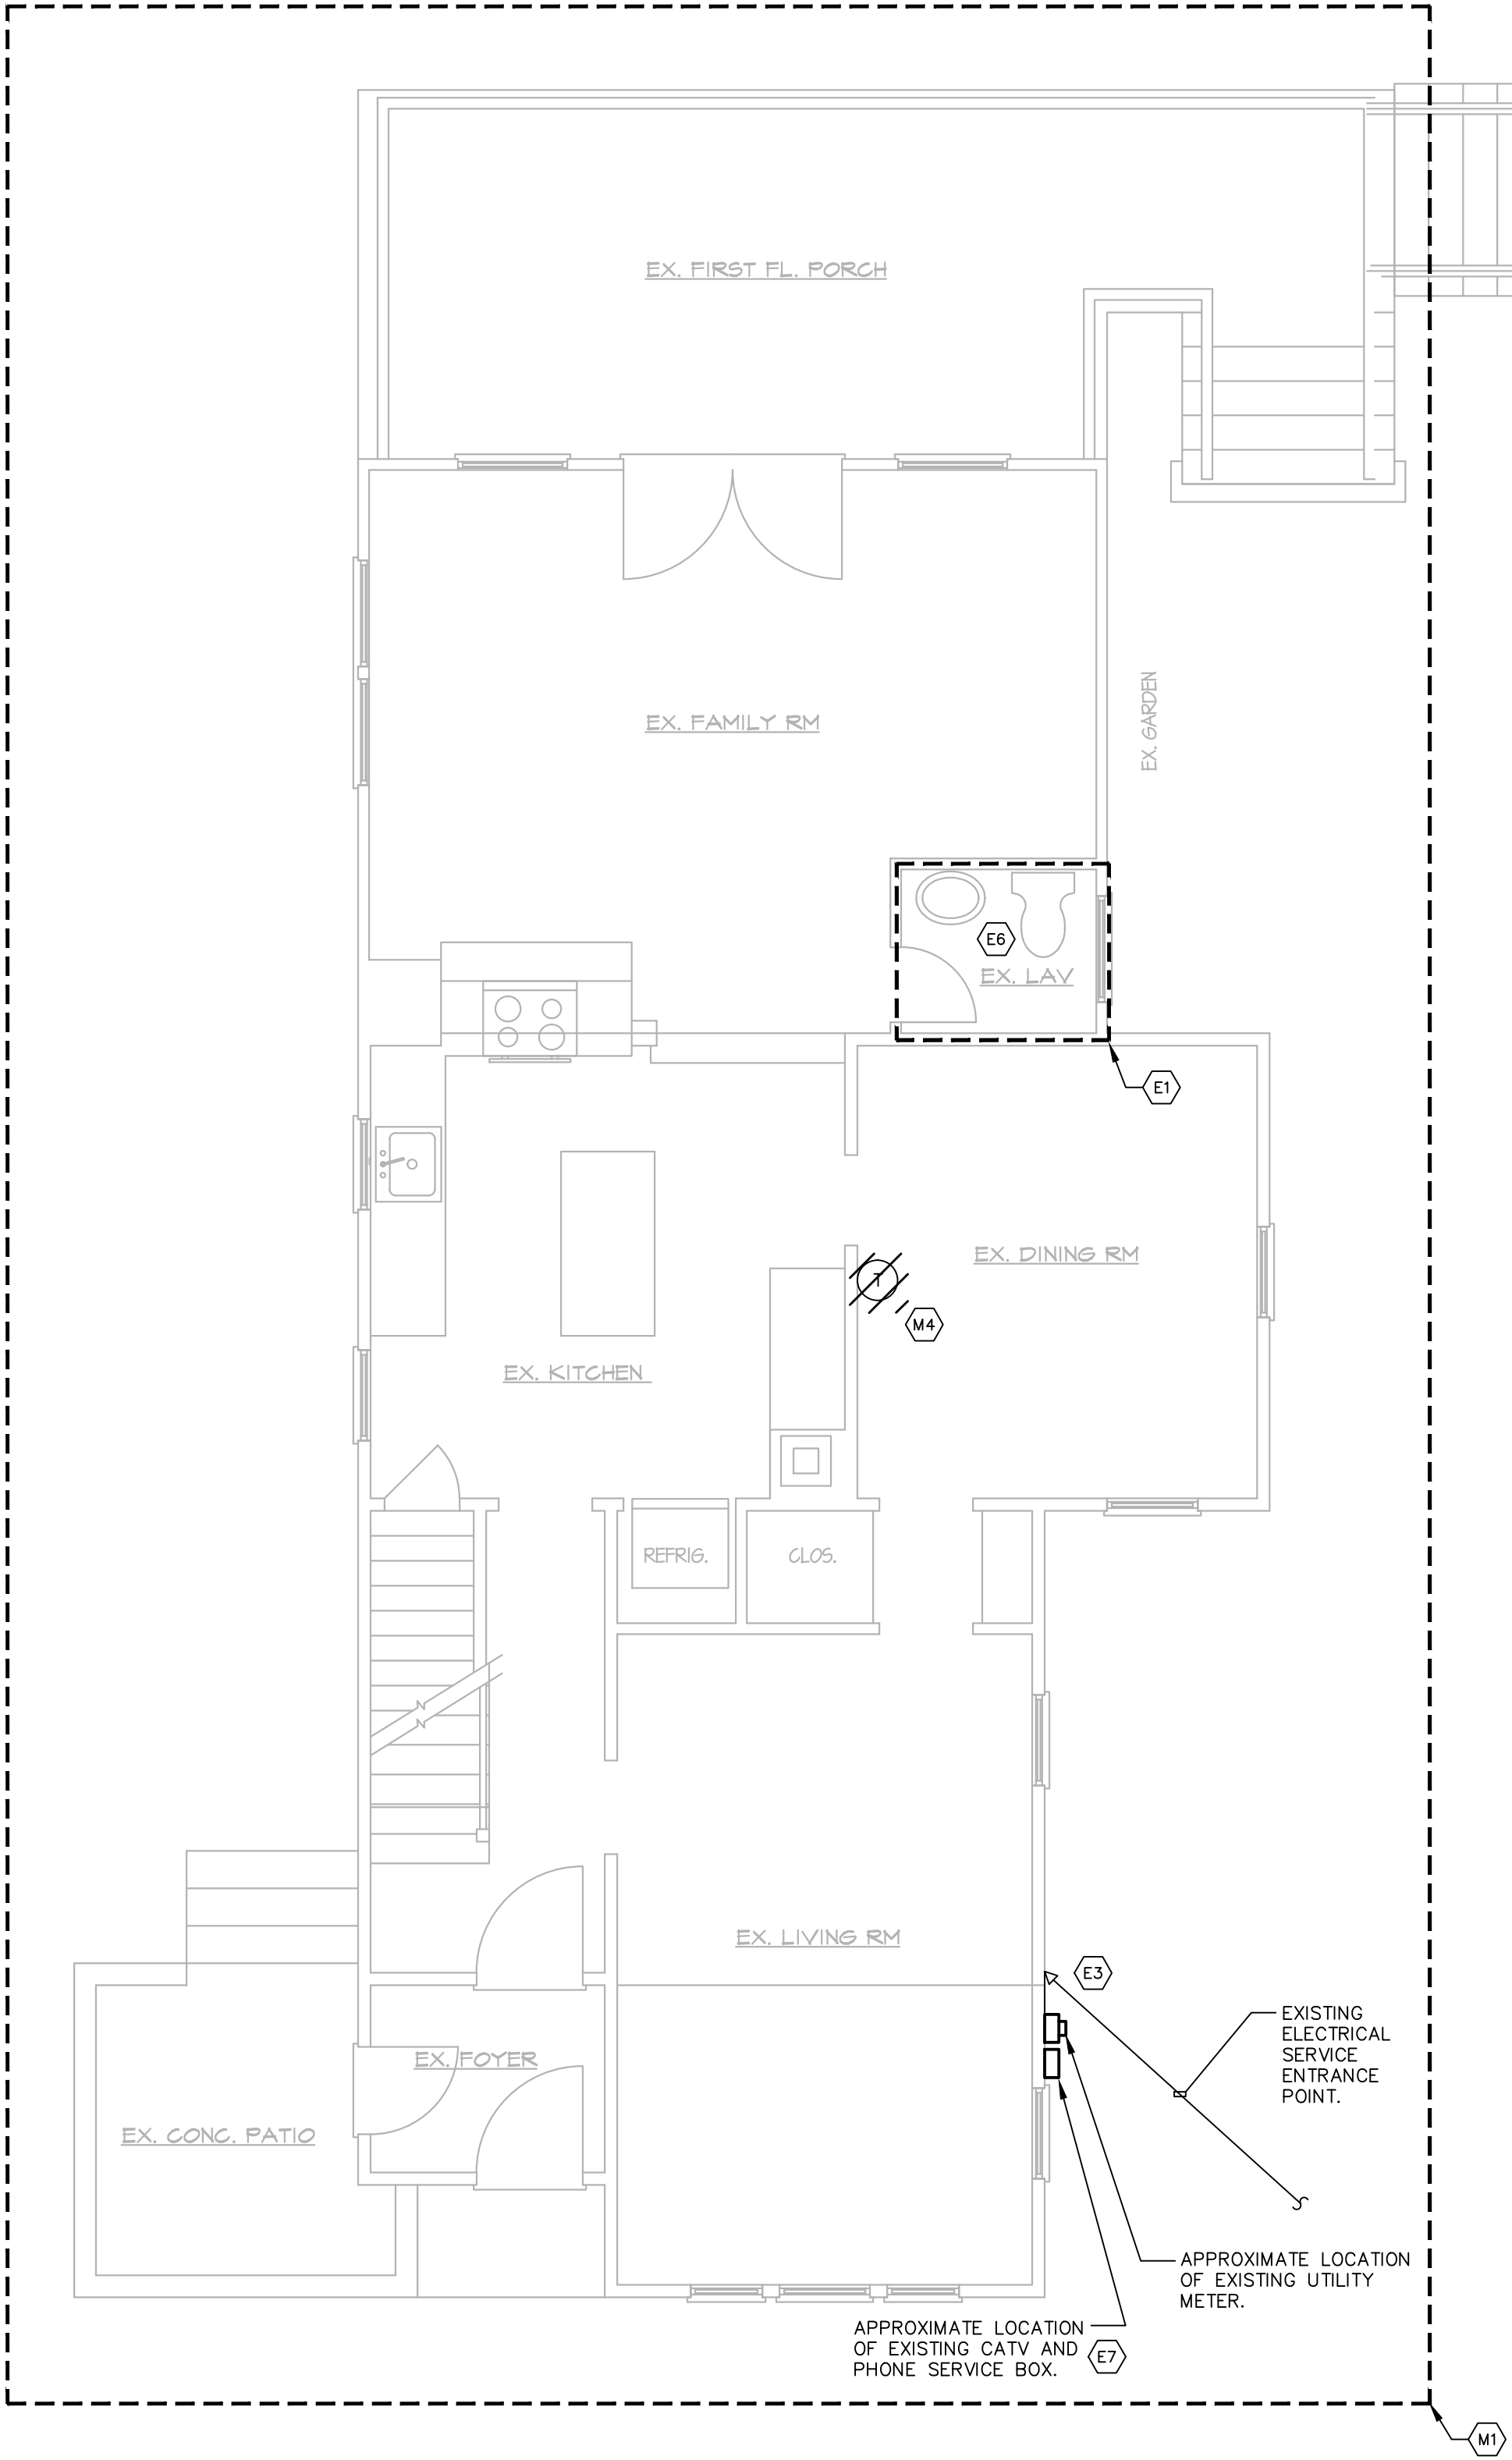 EX. FIRST FL. PORCH
EX. FAMILY RM
EX. GARDEN
E6
EX. LAV
E1
EX. DINING RM
T
M4
EX. KITCHEN
REFRIG.
CLOS.
EX. LIVING RM
E3
EXISTING
ELECTRICAL
SERVICE
ENTRANCE
POINT.
EX. FOYER
EX. CONC. PATIO
APPROXIMATE LOCATION
OF EXISTING UTILITY
METER.
APPROXIMATE LOCATION
OF EXISTING CATV AND
PHONE SERVICE BOX.
E7
M1